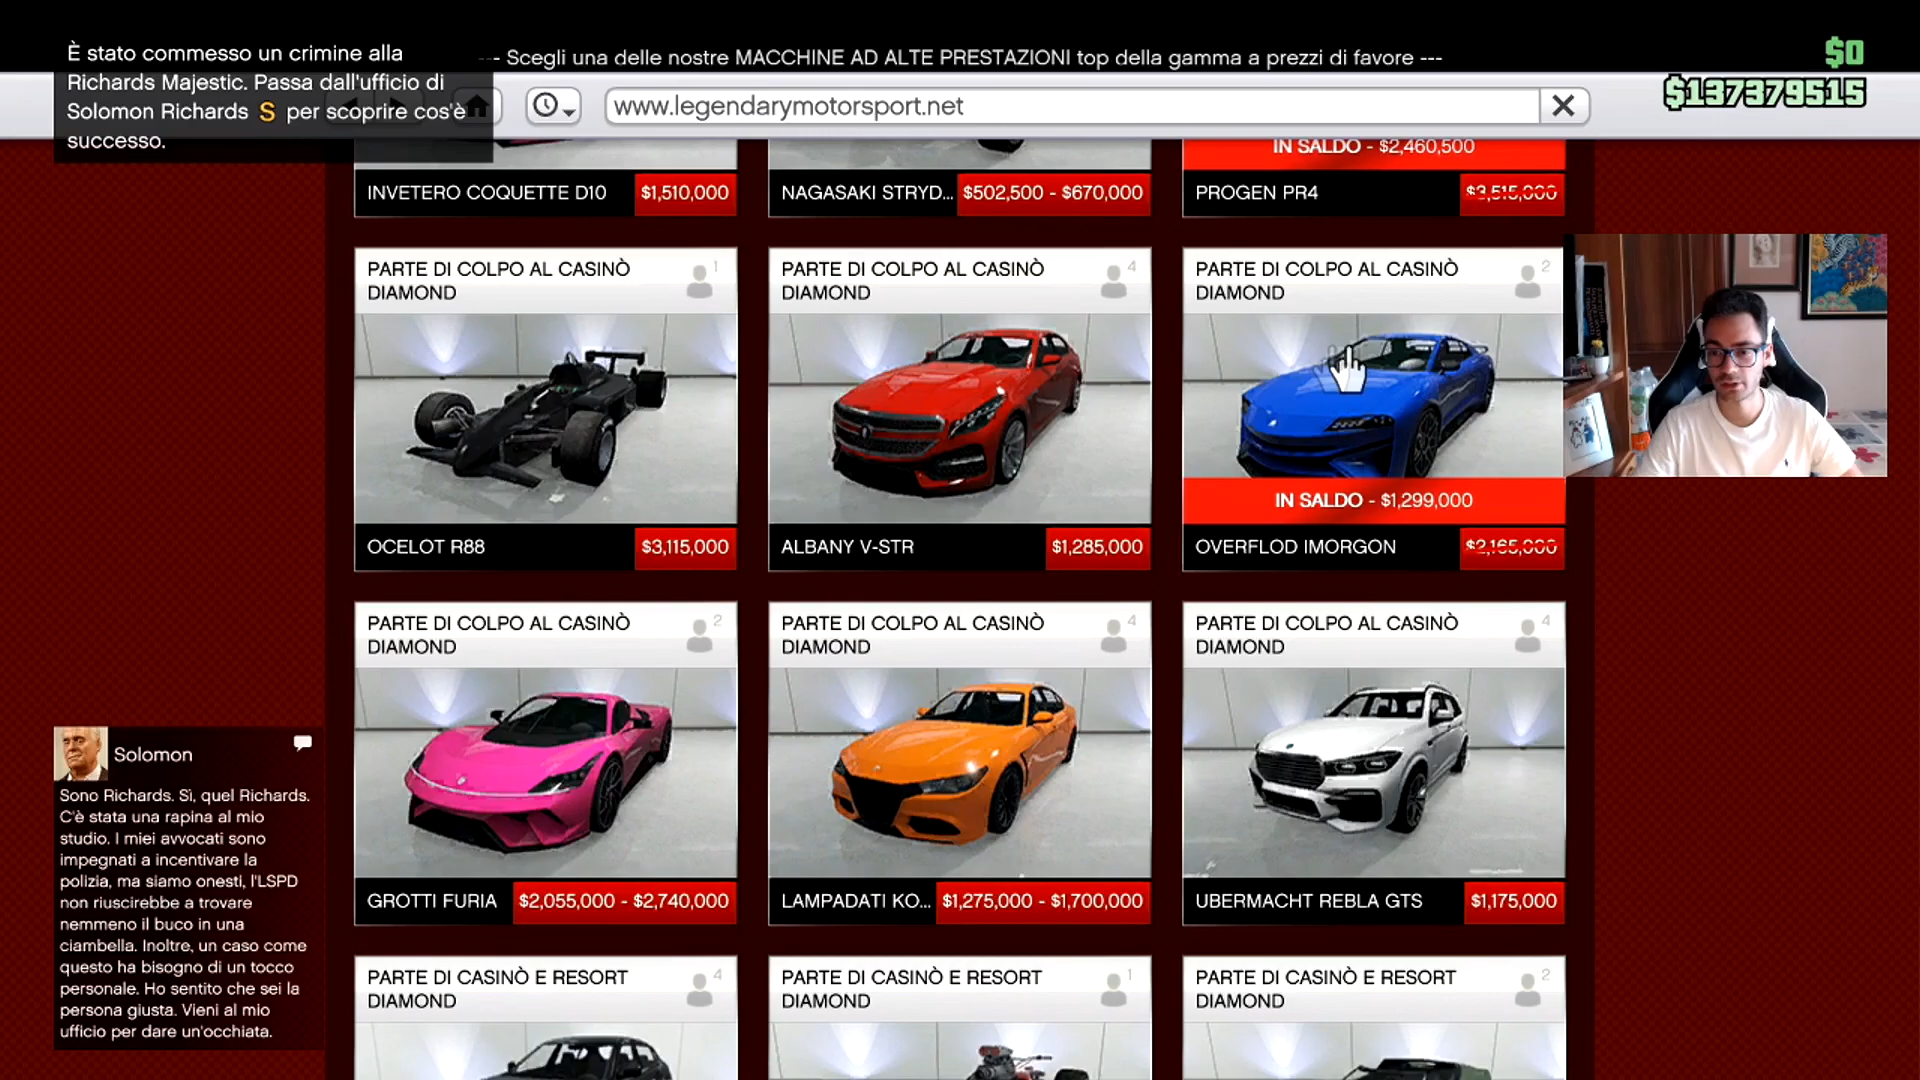 È stato commesso un crimine alla
Richards Majestic. Passa dall'ufficio di
Solomon Richards S per scoprire cos'è
successo.
--- Scegli una delle nostre MACCHINE AD ALTE PRESTAZIONI top della gamma a prezzi di favore ---
$0
$137379515
www.legendarymotorsport.net
IN SALDO - $2,460,500
INVETERO COQUETTE D10 $1,510,000
NAGASAKI STRYD... $502,500 - $670,000
PROGEN PR4 $3,515,000
PARTE DI COLPO AL CASINÒ
DIAMOND
1
PARTE DI COLPO AL CASINÒ
DIAMOND
4
PARTE DI COLPO AL CASINÒ
DIAMOND
2
IN SALDO - $1,299,000
OCELOT R88 $3,115,000
ALBANY V-STR $1,285,000
OVERFLOD IMORGON $2,165,000
PARTE DI COLPO AL CASINÒ
DIAMOND
2
PARTE DI COLPO AL CASINÒ
DIAMOND
4
PARTE DI COLPO AL CASINÒ
DIAMOND
4
GROTTI FURIA $2,055,000 - $2,740,000
LAMPADATI KO... $1,275,000 - $1,700,000
UBERMACHT REBLA GTS $1,175,000
PARTE DI CASINÒ E RESORT
DIAMOND
4
PARTE DI CASINÒ E RESORT
DIAMOND
1
PARTE DI CASINÒ E RESORT
DIAMOND
2
Solomon
Sono Richards. Sì, quel Richards.
C'è stata una rapina al mio
studio. I miei avvocati sono
impegnati a incentivare la
polizia, ma siamo onesti, l'LSPD
non riuscirebbe a trovare
nemmeno il buco in una
ciambella. Inoltre, un caso come
questo ha bisogno di un tocco
personale. Ho sentito che sei la
persona giusta. Vieni al mio
ufficio per dare un'occhiata.